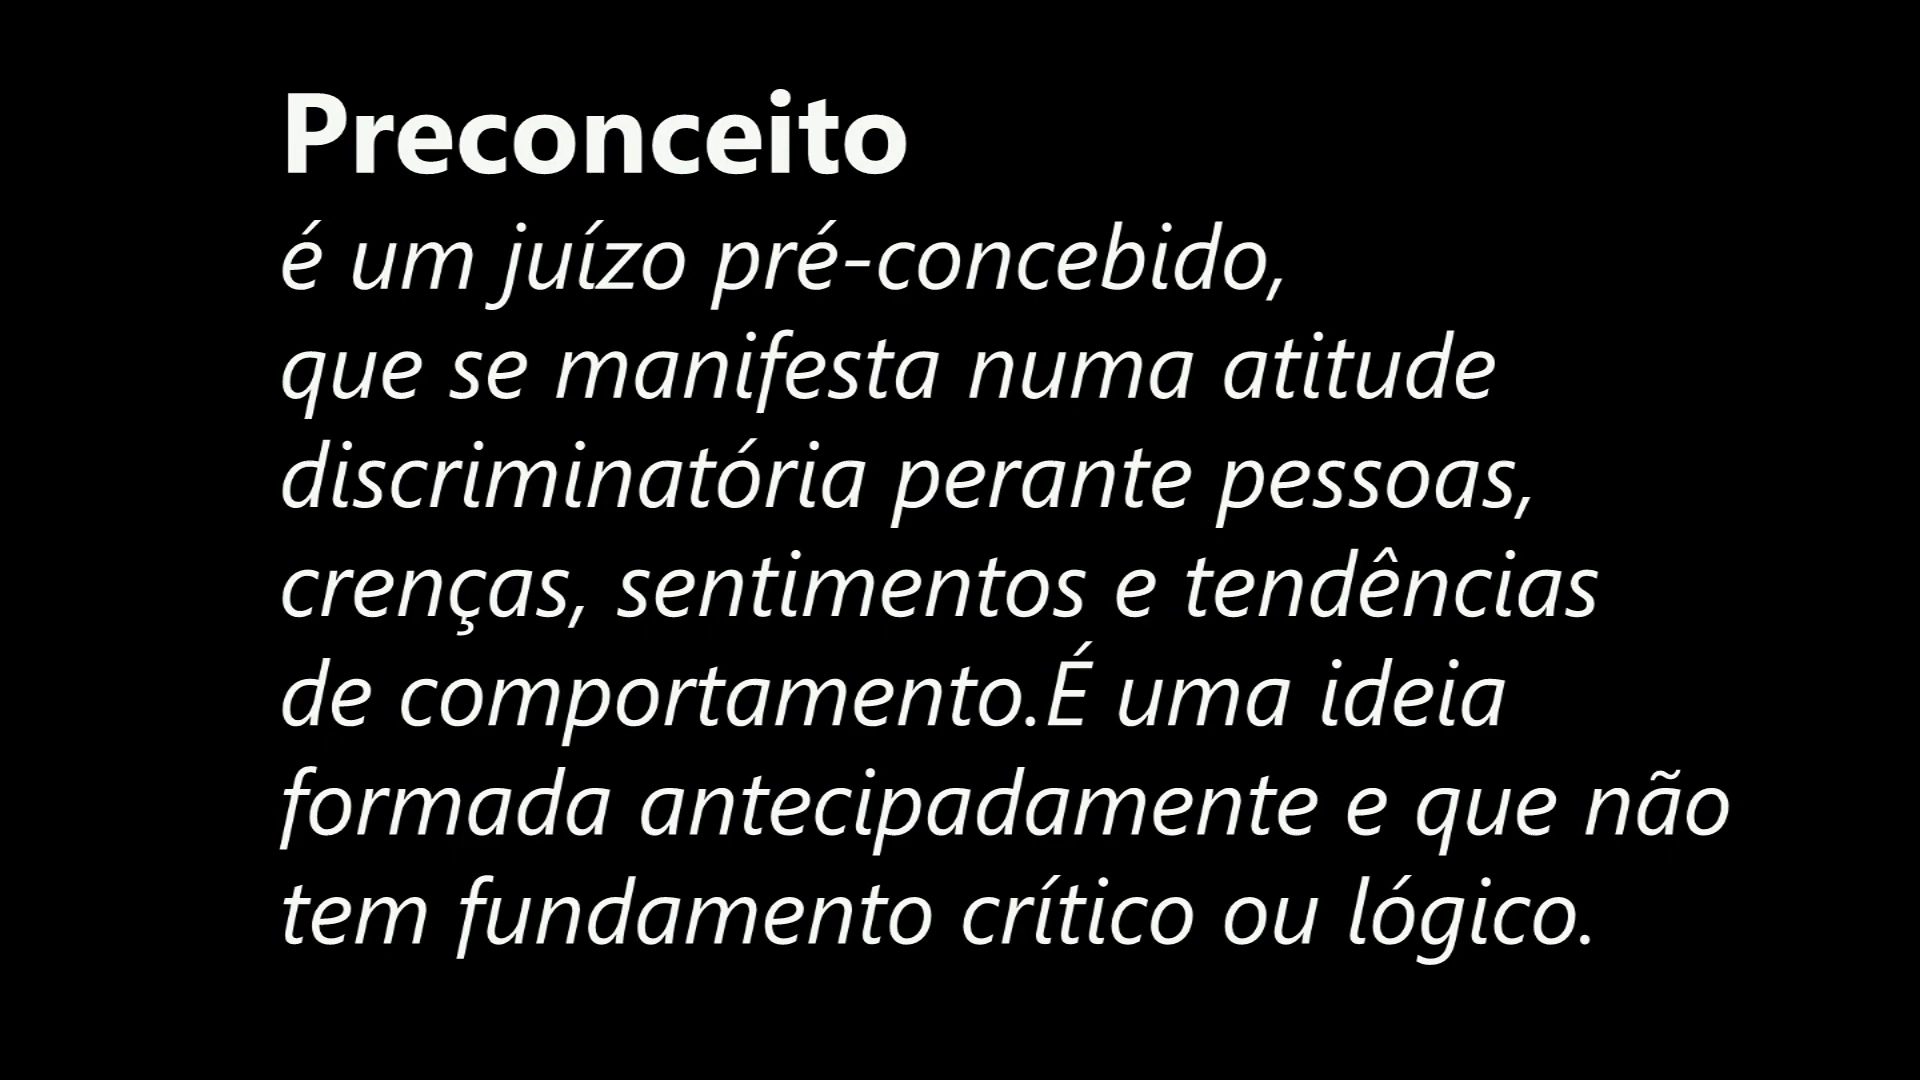 Preconceito
é um juízo pré-concebido,
que se manifesta numa atitude
discriminatória perante pessoas,
crenças, sentimentos e tendências
de comportamento.É uma ideia
formada antecipadamente e que não
tem fundamento crítico ou lógico.